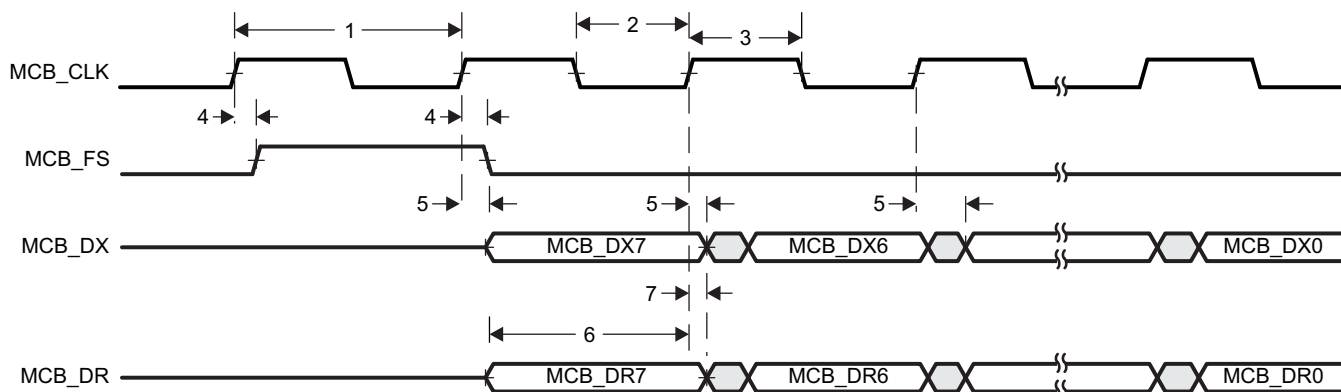 1
2
3
MCB_CLK
4
4
MCB_FS
5
5
5
MCB_DX
MCB_DX7
MCB_DX6
MCB_DX0
7
6
MCB_DR
MCB_DR7
MCB_DR6
MCB_DR0